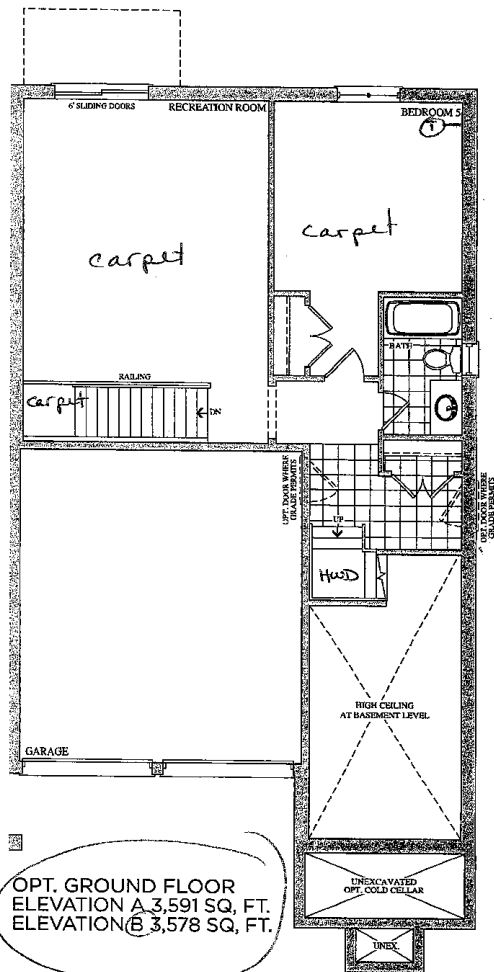 6' SLIDING DOORS
RECREATION ROOM
BEDROOM 5
1
carpet
carpet
BATH
RAILING
carpet
DN
OPT. DOOR WHERE
GRADE PERMITS
OPT. DOOR WHERE
GRADE PERMITS
UP
HWD
HIGH CEILING
AT BASEMENT LEVEL
GARAGE
UNEXCAVATED
OPT. COLD CELLAR
OPT. GROUND FLOOR
ELEVATION A 3,591 SQ, FT.
ELEVATION B 3,578 SQ, FT.
UNEX.